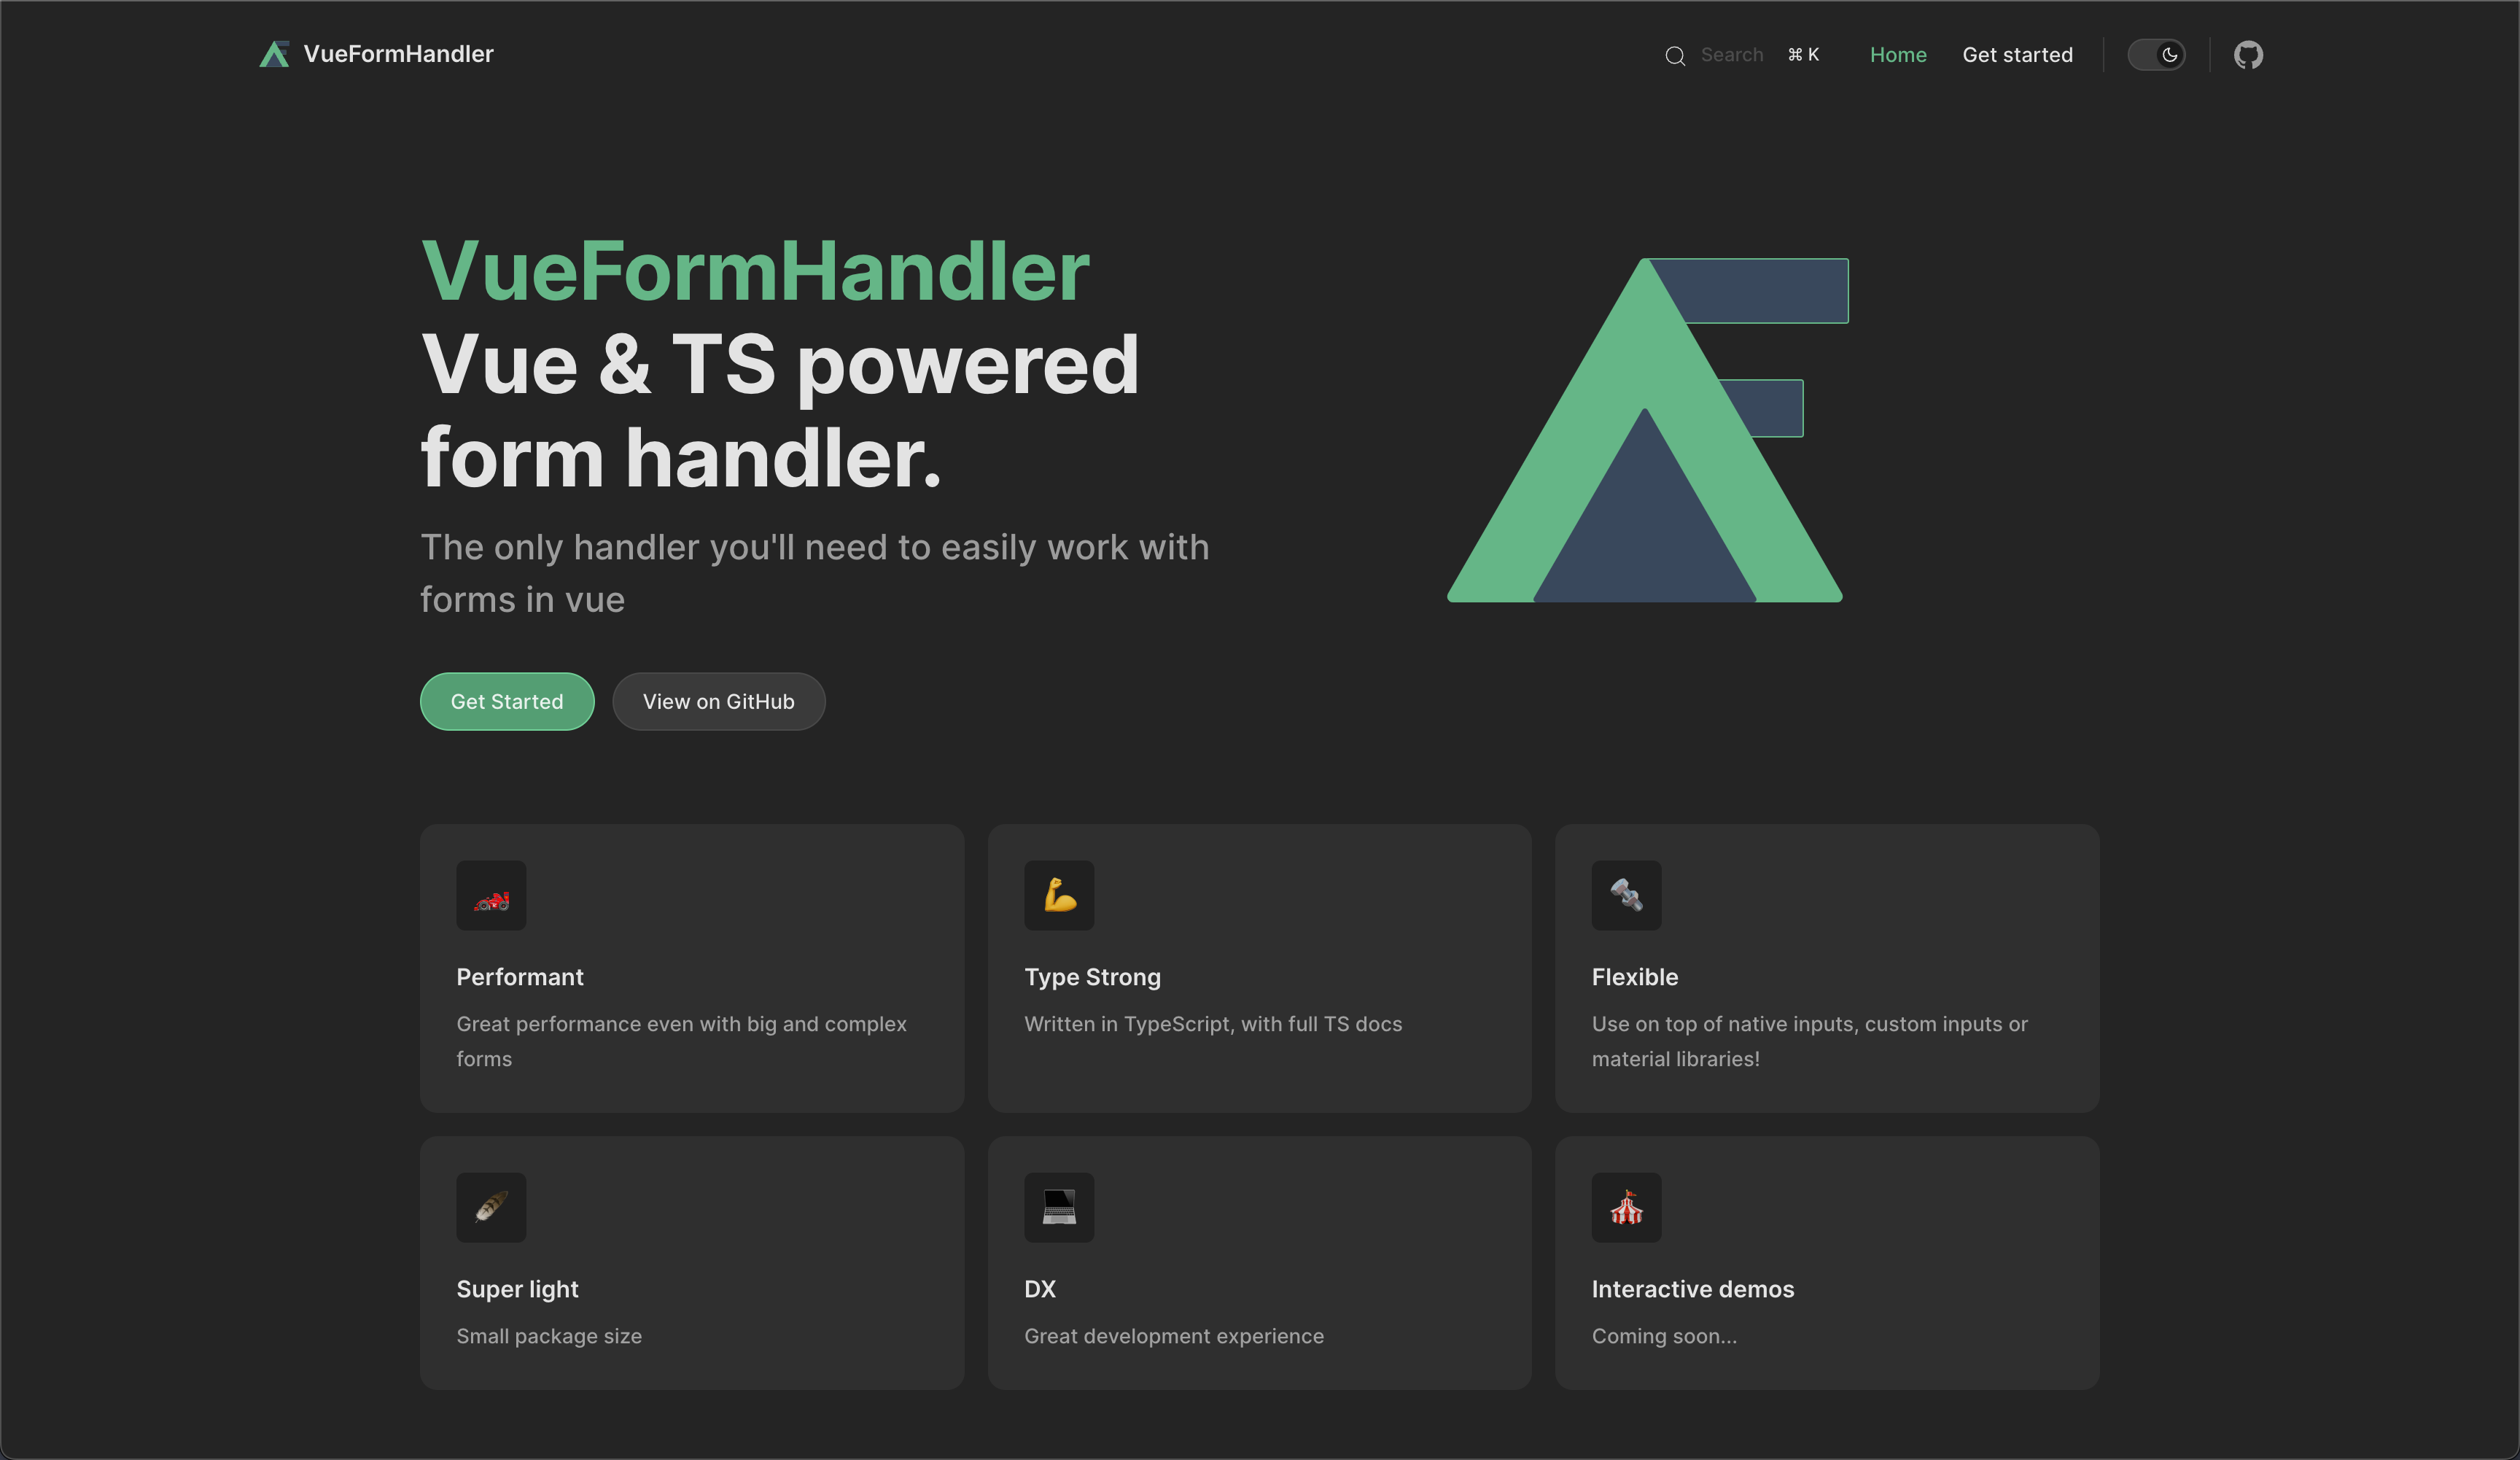 VueFormHandler
Search ⌘ K
Home
Get started
VueFormHandler
Vue & TS powered
form handler.
The only handler you'll need to easily work with
forms in vue
Get Started
View on GitHub
Performant
Great performance even with big and complex
forms
Type Strong
Written in TypeScript, with full TS docs
Flexible
Use on top of native inputs, custom inputs or
material libraries!
Super light
Small package size
DX
Great development experience
Interactive demos
Coming soon...